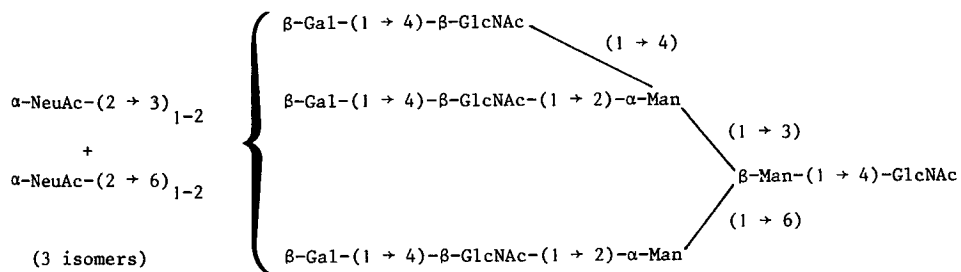 β-Gal-(1 → 4)-β-GlcNAc
(1 → 4)
α-NeuAc-(2 → 3)1-2
β-Gal-(1 → 4)-β-GlcNAc-(1 → 2)-α-Man
+
(1 → 3)
α-NeuAc-(2 → 6)1-2
β-Man-(1 → 4)-GlcNAc
(1 → 6)
(3 isomers)
β-Gal-(1 → 4)-β-GlcNAc-(1 → 2)-α-Man